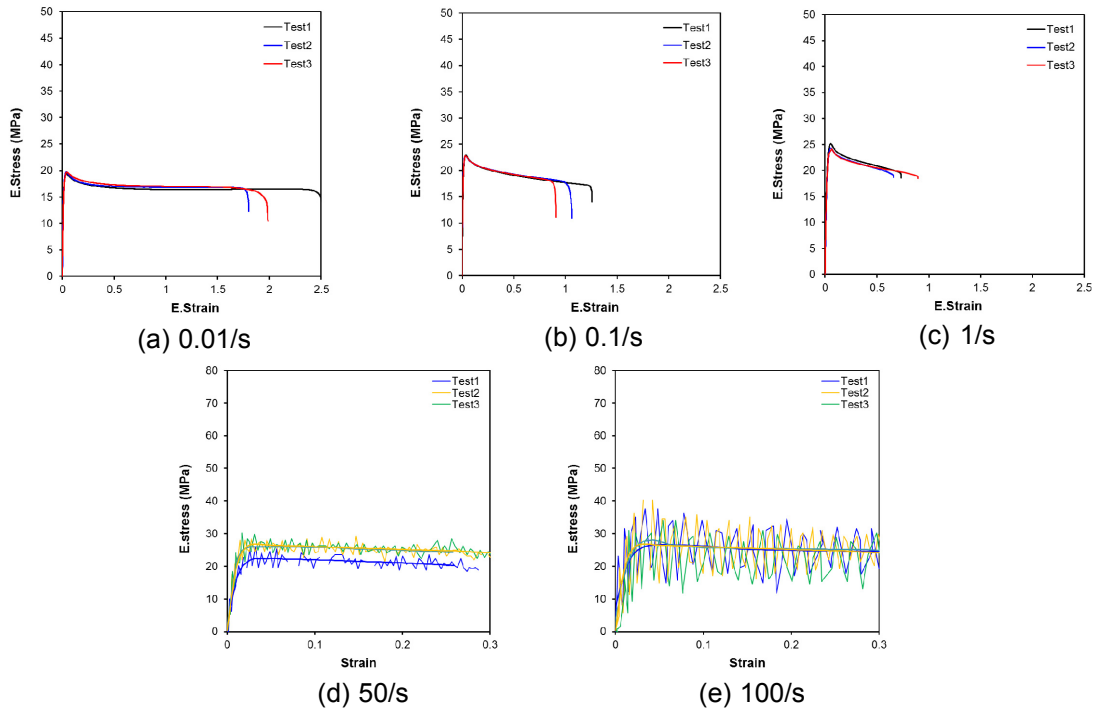 50
45
40
35
30
25
20
15
10
5
0
E.Stress (MPa)
Test1
Test2
Test3
0 0.5 1 1.5 2 2.5
E.Strain
(a) 0.01/s
50
45
40
35
30
25
20
15
10
5
0
E.Stress (MPa)
Test1
Test2
Test3
0 0.5 1 1.5 2 2.5
E.Strain
(b) 0.1/s
50
45
40
35
30
25
20
15
10
5
0
E.Stress (MPa)
Test1
Test2
Test3
0 0.5 1 1.5 2 2.5
E.Strain
(c) 1/s
80
70
60
50
40
30
20
10
0
E.stress (MPa)
Test1
Test2
Test3
0 0.1 0.2 0.3
Strain
(d) 50/s
80
70
60
50
40
30
20
10
0
E.stress (MPa)
Test1
Test2
Test3
0 0.1 0.2 0.3
Strain
(e) 100/s